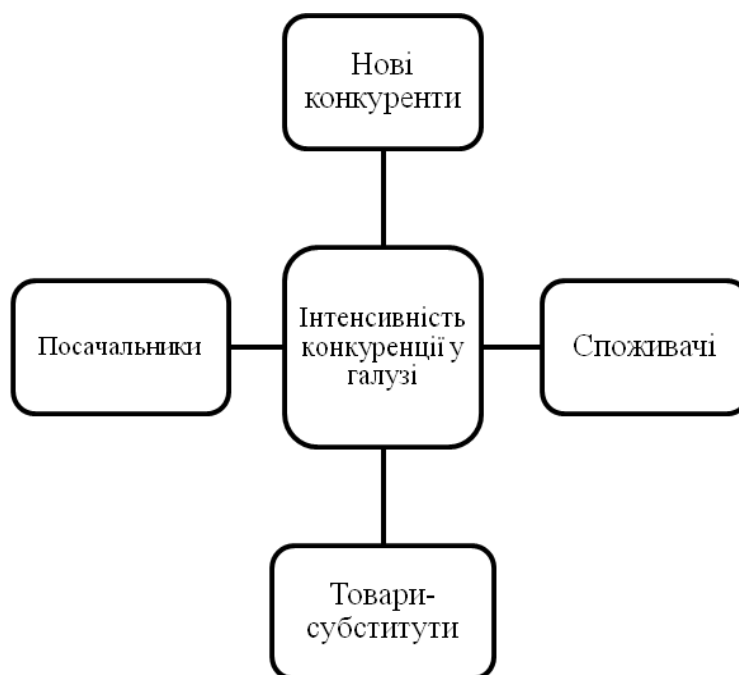 Нові
конкуренти
Посачальники
Інтенсивність
конкуренції у
галузі
Споживачі
Товари-
субститути